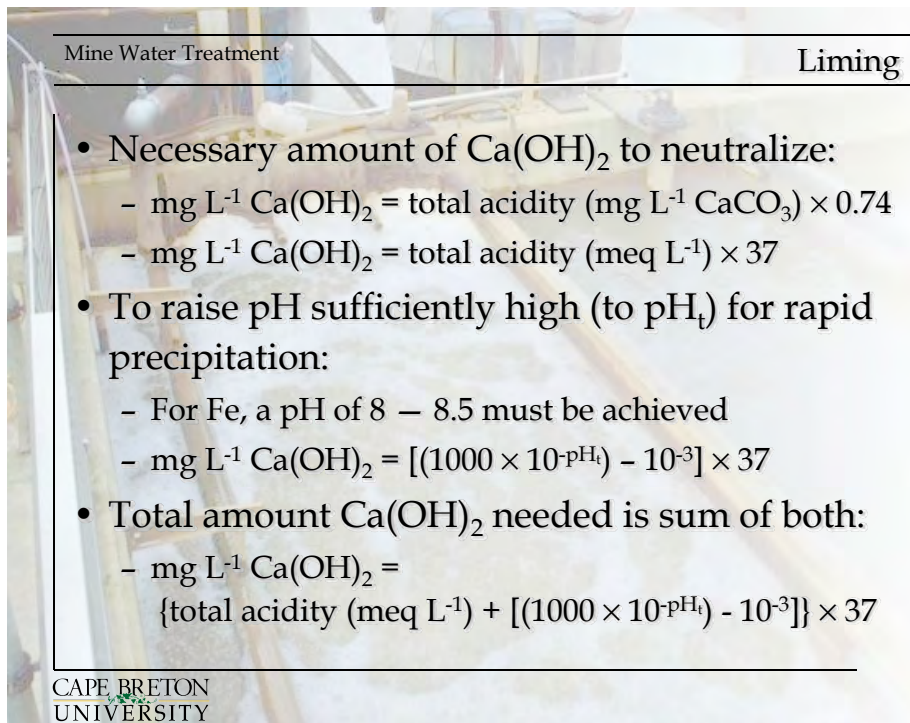 Mine Water Treatment
Liming
• Necessary amount of Ca(OH)₂ to neutralize:
– mg L⁻¹ Ca(OH)₂ = total acidity (mg L⁻¹ CaCO₃) × 0.74
– mg L⁻¹ Ca(OH)₂ = total acidity (meq L⁻¹) × 37
• To raise pH sufficiently high (to pHₜ) for rapid
precipitation:
– For Fe, a pH of 8 — 8.5 must be achieved
– mg L⁻¹ Ca(OH)₂ = [(1000 × 10⁻ᵖᴴₜ) – 10⁻³] × 37
• Total amount Ca(OH)₂ needed is sum of both:
– mg L⁻¹ Ca(OH)₂ =
{total acidity (meq L⁻¹) + [(1000 × 10⁻ᵖᴴₜ) - 10⁻³]} × 37
CAPE BRETON
UNIVERSITY